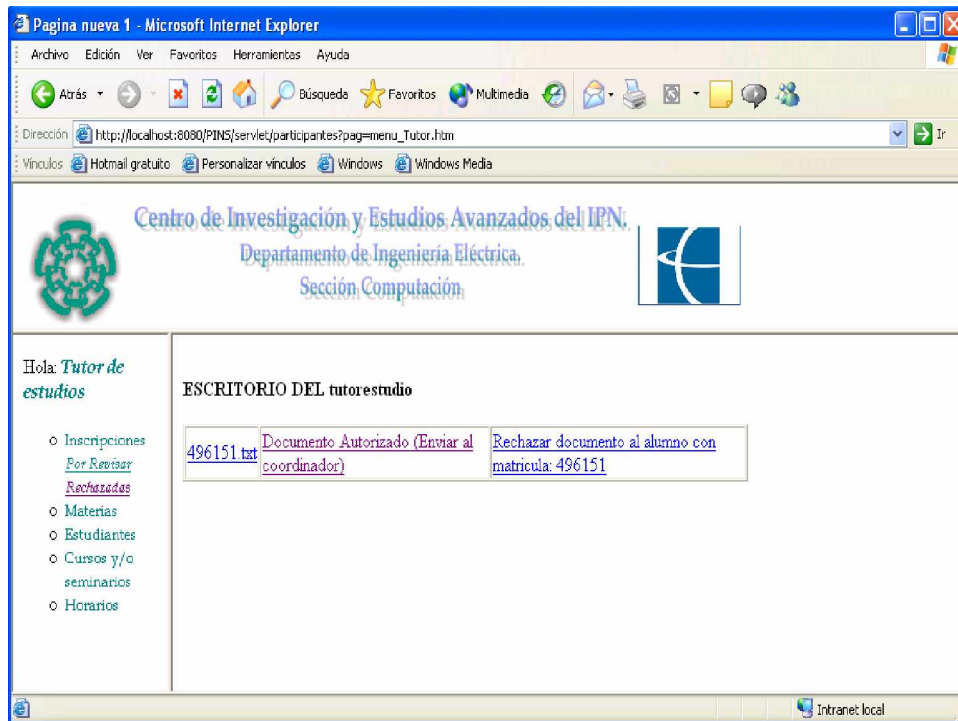 Pagina nueva 1 - Microsoft Internet Explorer
Archivo Edición Ver Favoritos Herramientas Ayuda
Atrás Búsqueda Favoritos Multimedia
Dirección http://localhost:8080/PINS/servlet/participantes?pag=menu_Tutor.htm Ir
Vínculos Hotmail gratuito Personalizar vínculos Windows Windows Media
Centro de Investigación y Estudios Avanzados del IPN.
Departamento de Ingeniería Eléctrica.
Sección Computación
Hola: Tutor de
estudios
Inscripciones
Por Revisar
Rechazadas
Materias
Estudiantes
Cursos y/o
seminarios
Horarios
ESCRITORIO DEL tutorestudio
496151.txt
Documento Autorizado (Enviar al
coordinador)
Rechazar documento al alumno con
matricula: 496151
Intranet local